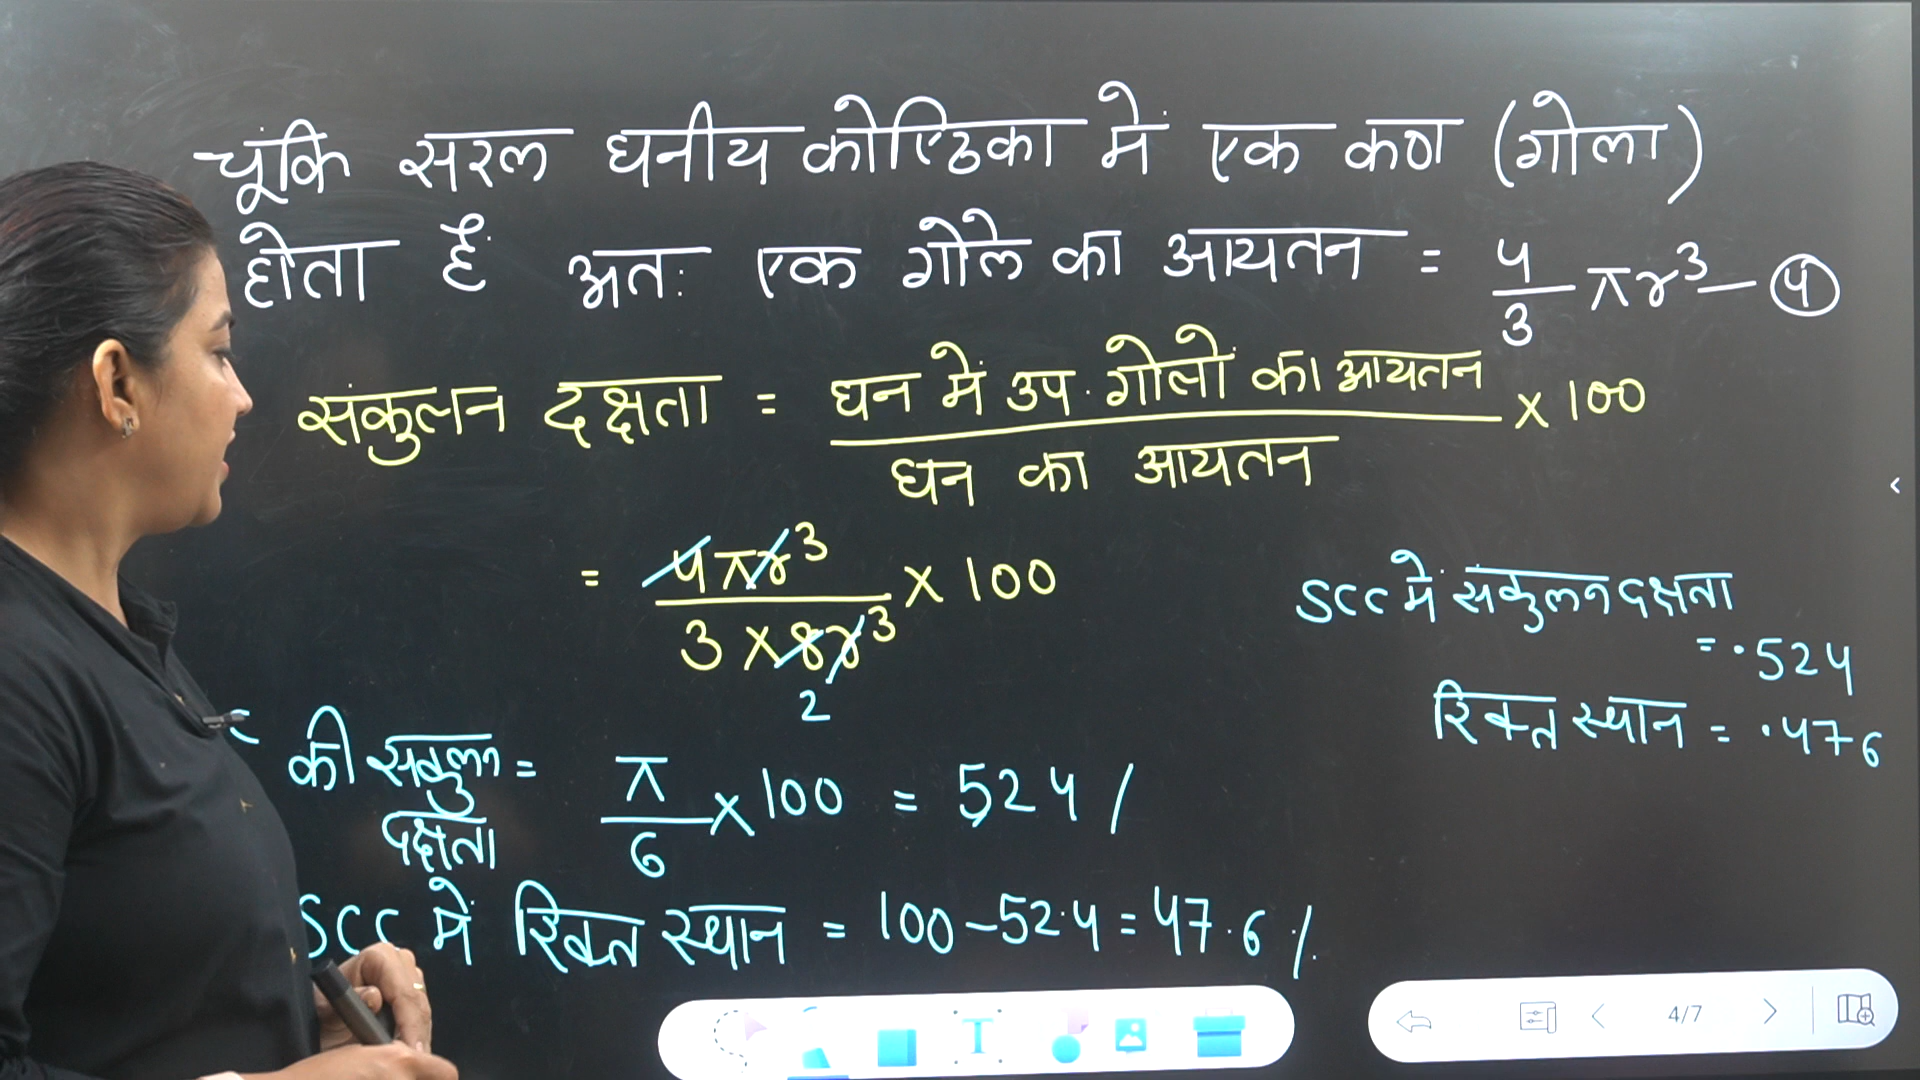 चूंकि सरल घनीय कोष्ठिका में एक कण (गोला)
होता हैं अतः एक गोले का आयतन = 4/3 πr³ — ④
संकुलन दक्षता = घन में उप. गोलों का आयतन / घन का आयतन × 100
= 4πr³ / 3 × 8r³ × 100
2
SCC में संकुलन दक्षता
= .524
रिक्त स्थान = .476
C की संकुलन दक्षता = π/6 × 100 = 524 /
SCC में रिक्त स्थान = 100 – 52.4 = 47.6 %
4/7